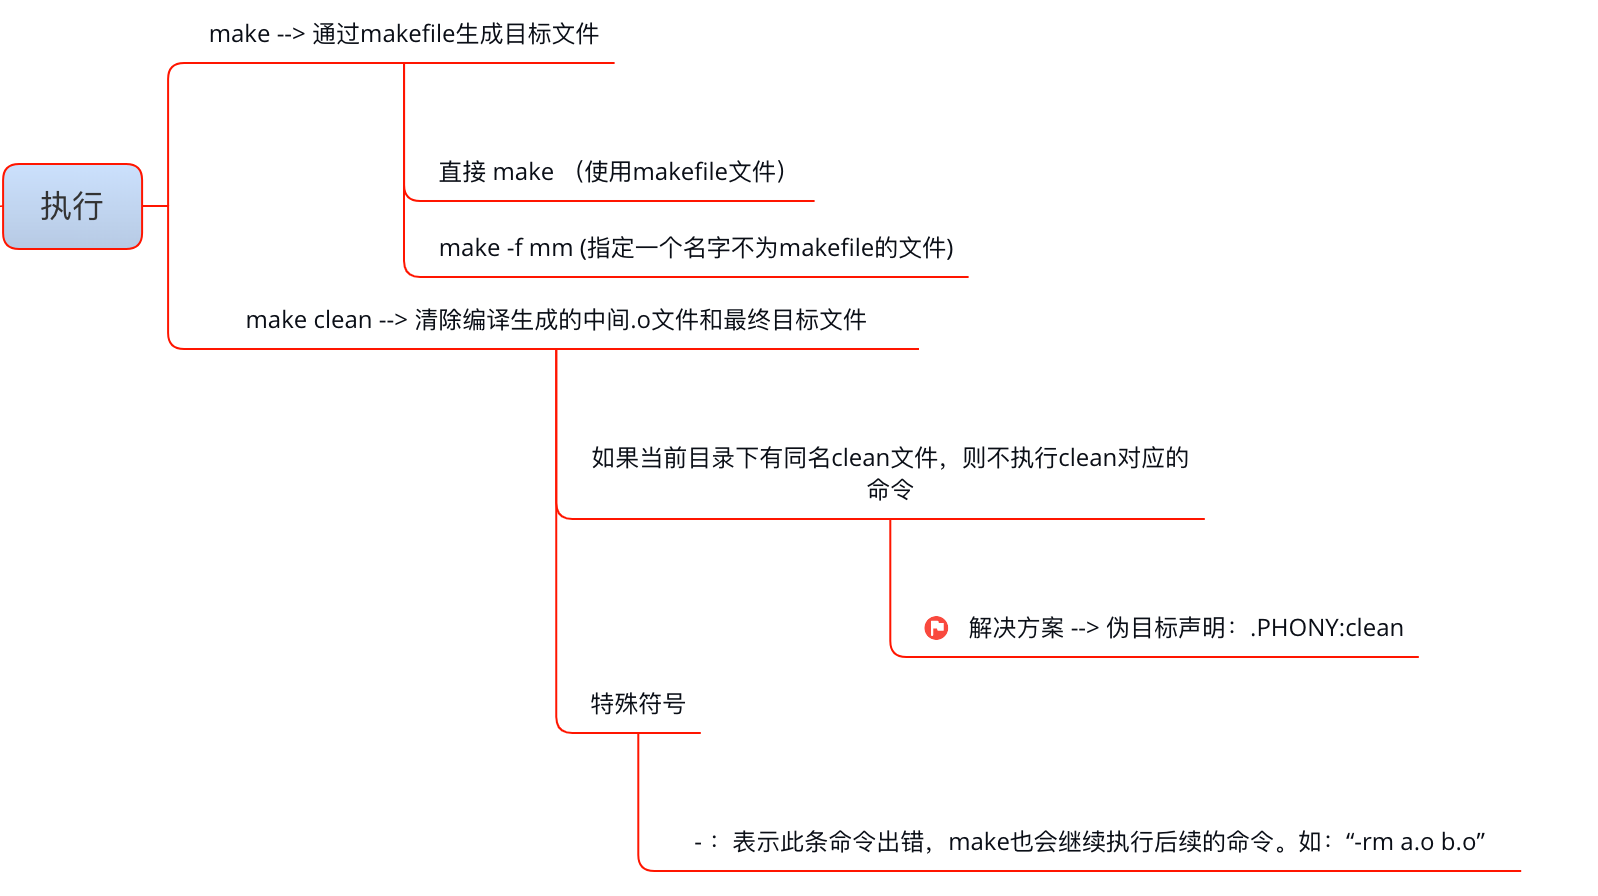 make --> 通过makefile生成目标文件
直接 make （使用makefile文件）
执行
make -f mm (指定一个名字不为makefile的文件)
make clean --> 清除编译生成的中间.o文件和最终目标文件
如果当前目录下有同名clean文件，则不执行clean对应的
命令
解决方案 --> 伪目标声明：.PHONY:clean
特殊符号
-： 表示此条命令出错，make也会继续执行后续的命令。如：“-rm a.o b.o”